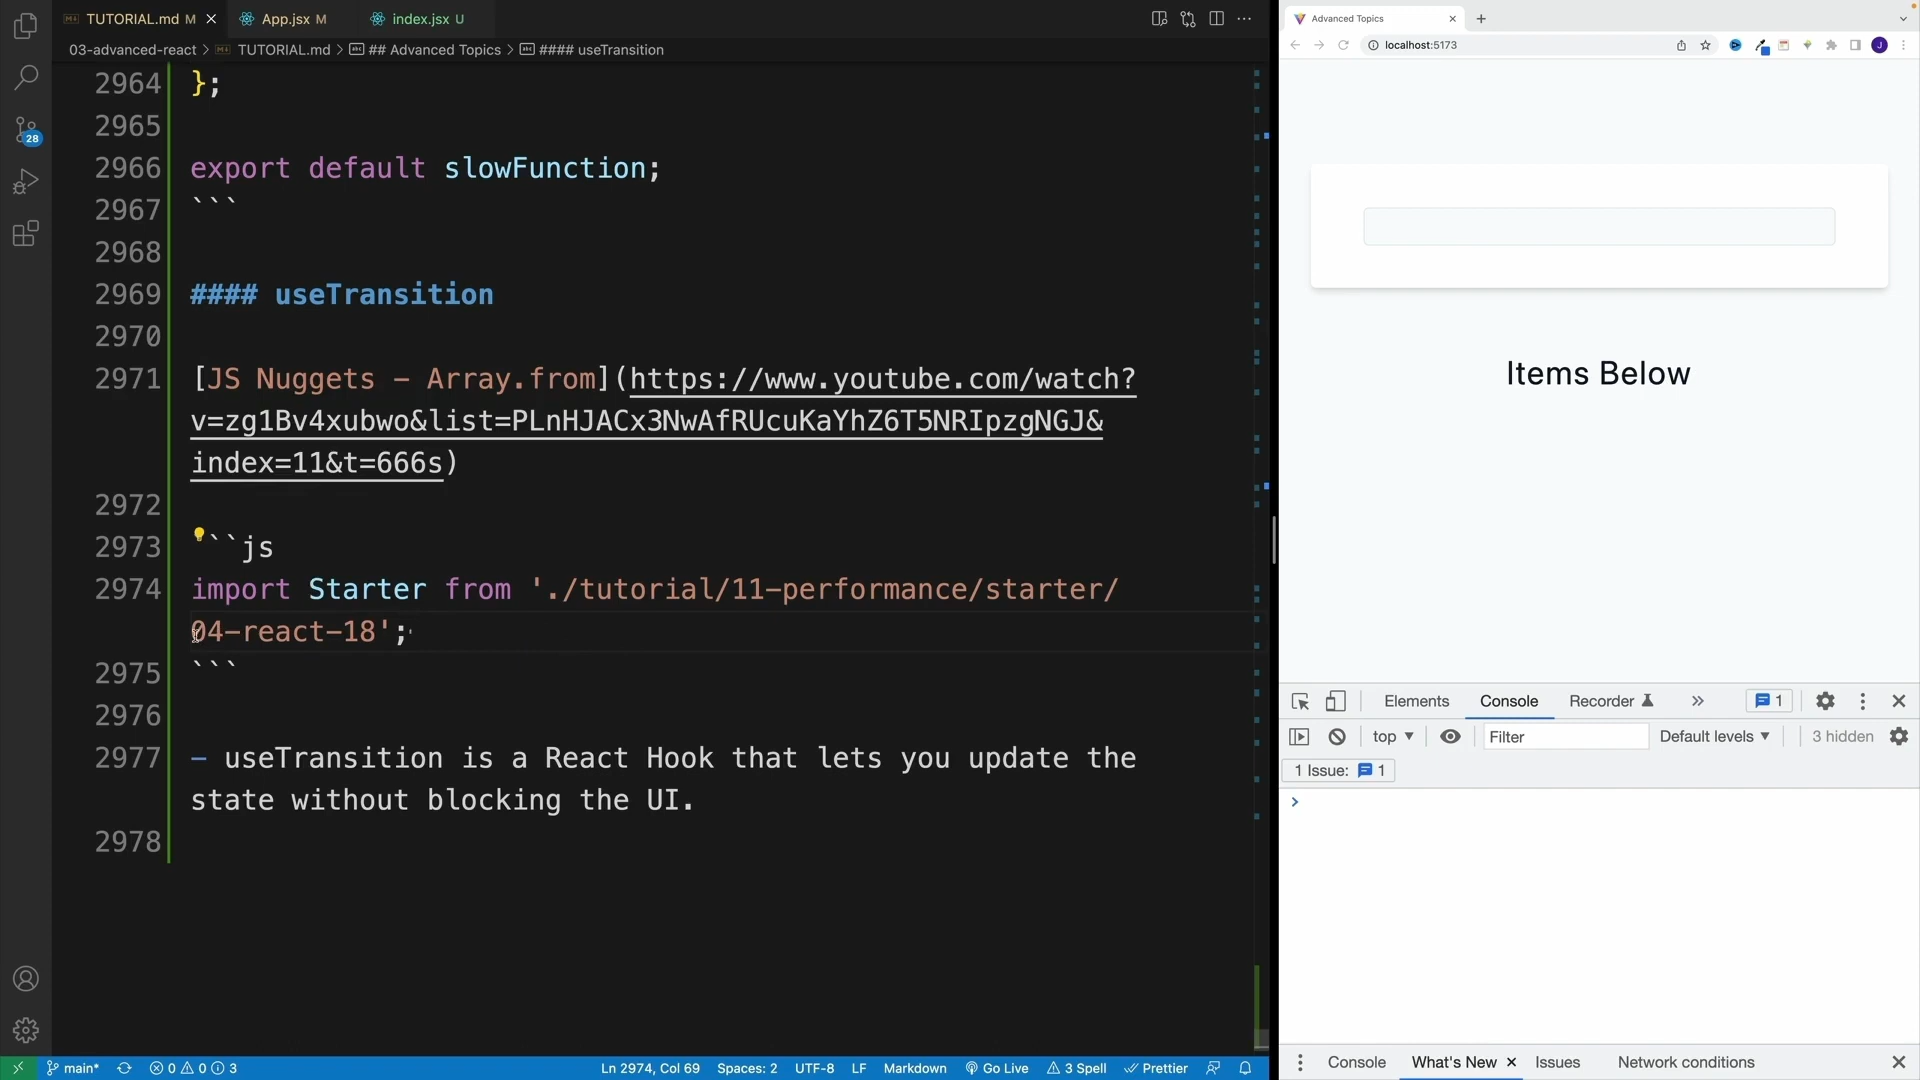 TUTORIAL.md M
App.jsx M
index.jsx U
03-advanced-react > TUTORIAL.md > ## Advanced Topics > #### useTransition
2964 };
2965
2966 export default slowFunction;
2967 ```
2968
2969 #### useTransition
2970
2971 [JS Nuggets - Array.from](https://www.youtube.com/watch?
v=zg1Bv4xubwo&list=PLnHJACx3NwAfRUcuKaYhZ6T5NRIpzgNGJ&
index=11&t=666s)
2972
2973 ```js
2974 import Starter from './tutorial/11-performance/starter/
04-react-18';
2975 ```
2976
2977 - useTransition is a React Hook that lets you update the
state without blocking the UI.
2978
28
main*
0 0 3
Ln 2974, Col 69
Spaces: 2
UTF-8
LF
Markdown
Go Live
3 Spell
Prettier
Advanced Topics
localhost:5173
J
Items Below
Elements
Console
Recorder
1
top
Filter
Default levels
3 hidden
1 Issue: 1
Console
What's New
Issues
Network conditions